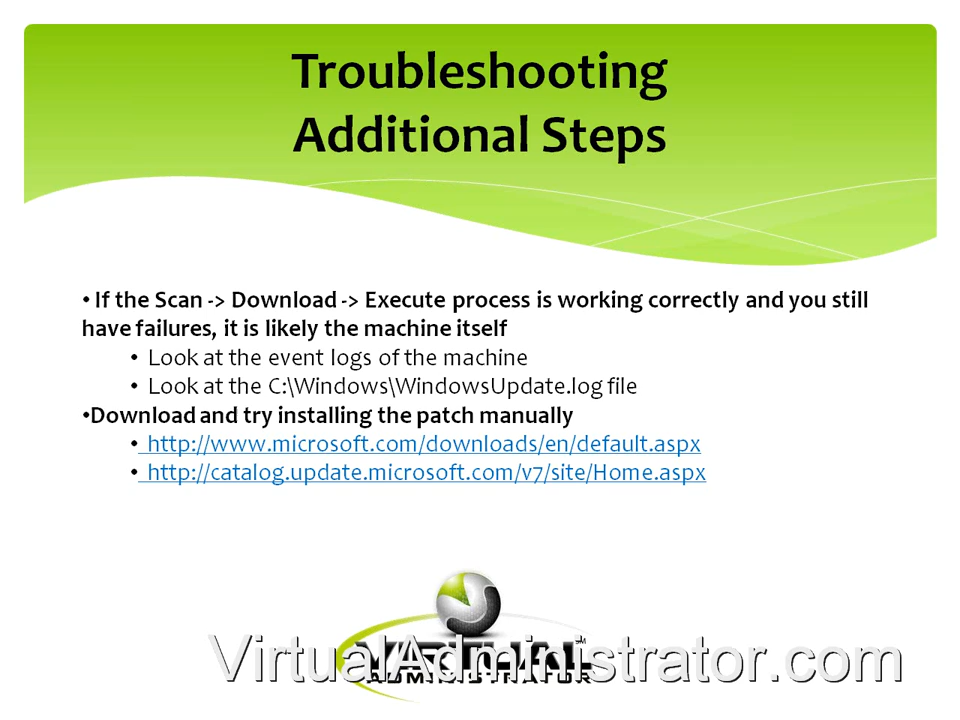 Troubleshooting
Additional Steps
• If the Scan -> Download -> Execute process is working correctly and you still
have failures, it is likely the machine itself
• Look at the event logs of the machine
• Look at the C:\Windows\WindowsUpdate.log file
•Download and try installing the patch manually
• http://www.microsoft.com/downloads/en/default.aspx
• http://catalog.update.microsoft.com/v7/site/Home.aspx
VIRTUAL
VirtualAdministrator.com
ADMINISTRATOR